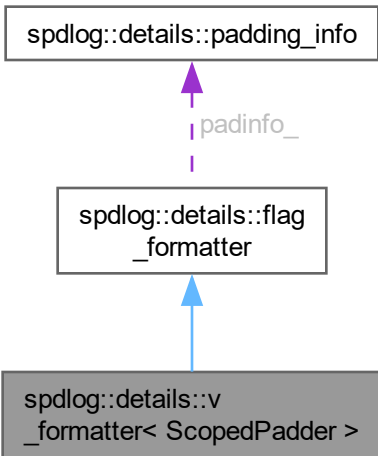 spdlog::details::padding_info
padinfo_
spdlog::details::flag
_formatter
spdlog::details::v
_formatter< ScopedPadder >